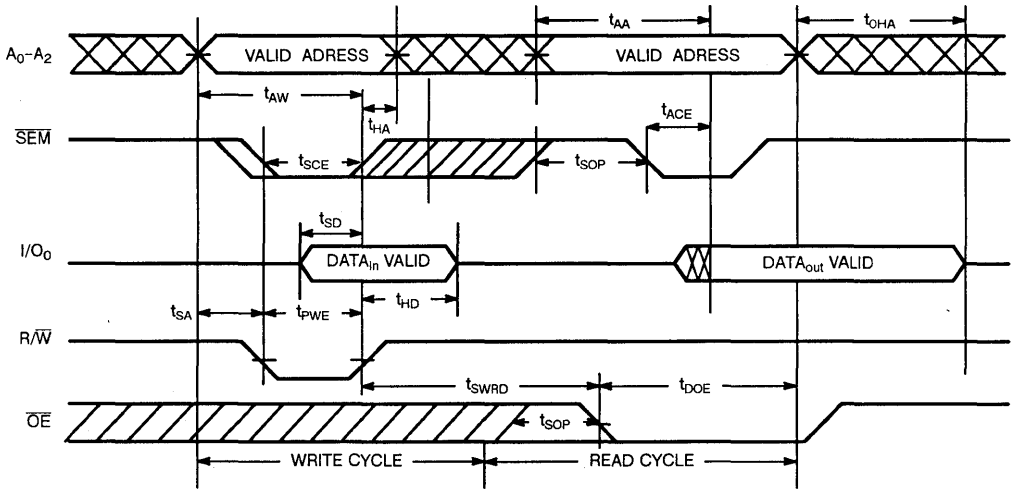 tAA
tOHA
A0–A2
VALID ADRESS
VALID ADRESS
tAW
tHA
tACE
SEM
tSCE
tSOP
tSD
I/O0
DATAin VALID
DATAout VALID
tSA
tPWE
tHD
R/W
tSWRD
tDOE
OE
tSOP
WRITE CYCLE
READ CYCLE